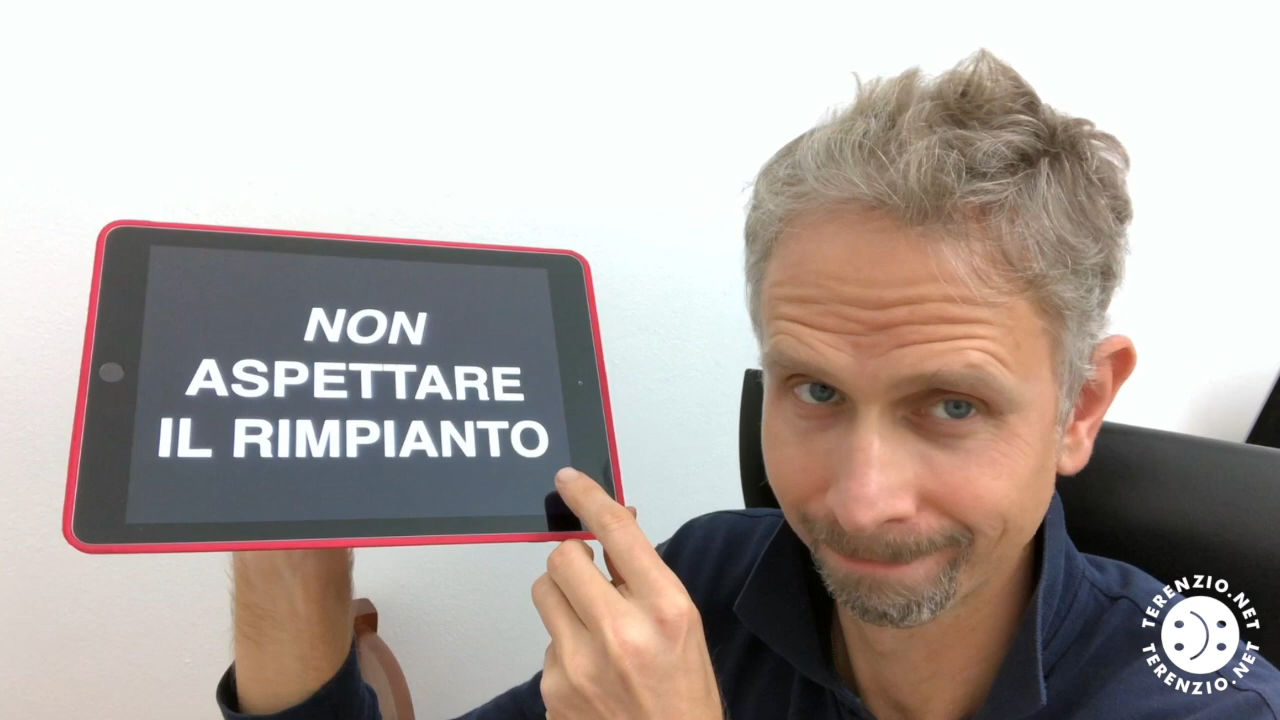 NON
ASPETTARE
IL RIMPIANTO
TERENZIO.NET
TERENZIO.NET